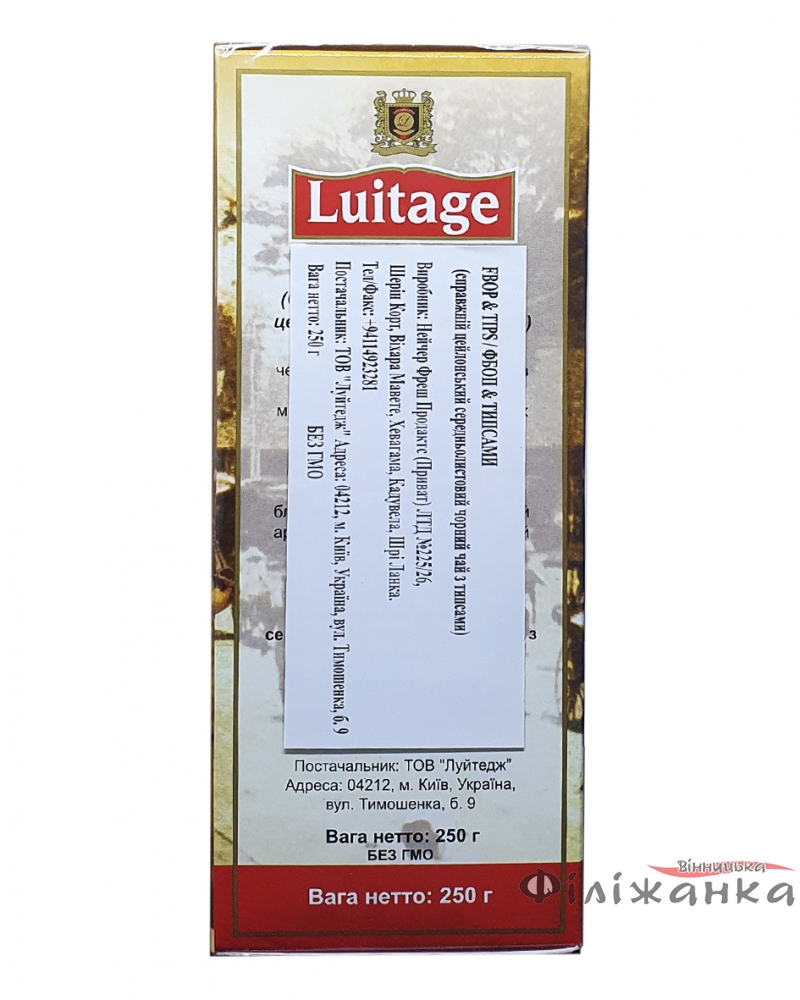 Luitage
FBOP & TIPS / ФБОП & ТИПСАМИ
(справжній цейлонський середньолистовий чорний чай з типсами)
Виробник: Нейчер Фреш Продактс (Приват) ЛТД №225/26,
Шерін Корт, Віхара Мавете, Хевагама, Кадувела, Шрі Ланка.
Тел/Факс: +94114923281
Постачальник: ТОВ "Луйтедж" Адреса: 04212, м. Київ, Україна, вул. Тимошенка, б. 9
Вага нетто: 250 г БЕЗ ГМО
Постачальник: ТОВ "Луйтедж"
Адреса: 04212, м. Київ, Україна,
вул. Тимошенка, б. 9
Вага нетто: 250 г
БЕЗ ГМО
Вага нетто: 250 г
Вінницька
Філіжанка